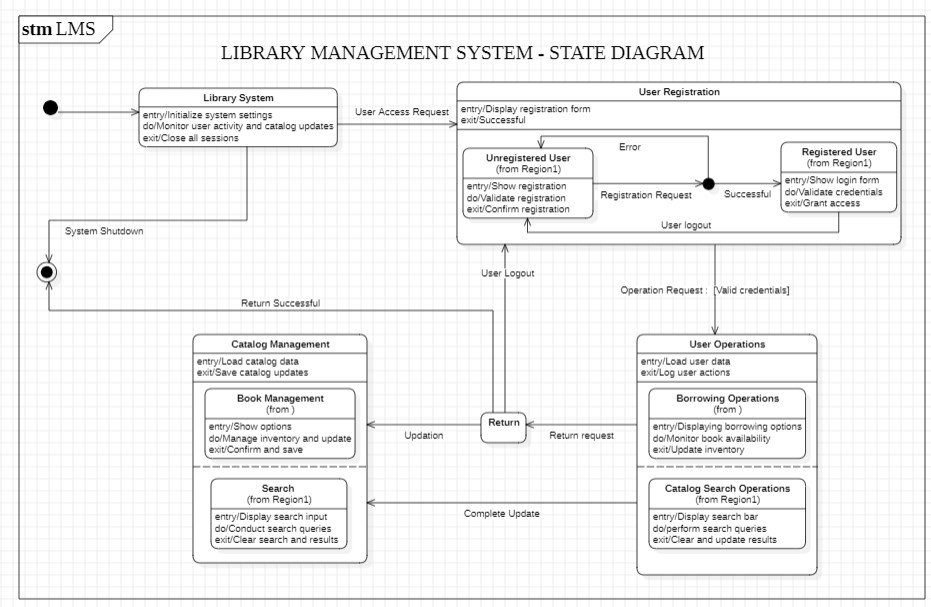 stm LMS
LIBRARY MANAGEMENT SYSTEM - STATE DIAGRAM
Library System
entry/Initialize system settings
do/Monitor user activity and catalog updates
exit/Close all sessions
User Access Request
User Registration
entry/Display registration form
exit/Successful
Error
Unregistered User
(from Region1)
entry/Show registration
do/Validate registration
exit/Confirm registration
Registration Request
Successful
Registered User
(from Region1)
entry/Show login form
do/Validate credentials
exit/Grant access
User logout
System Shutdown
User Logout
Operation Request : [Valid credentials]
Return Successful
Catalog Management
entry/Load catalog data
exit/Save catalog updates
Book Management
(from )
entry/Show options
do/Manage inventory and update
exit/Confirm and save
Search
(from Region1)
entry/Display search input
do/Conduct search queries
exit/Clear search and results
Updation
Return
Return request
Complete Update
User Operations
entry/Load user data
exit/Log user actions
Borrowing Operations
(from )
entry/Displaying borrowing options
do/Monitor book availability
exit/Update inventory
Catalog Search Operations
(from Region1)
entry/Display search bar
do/perform search queries
exit/Clear and update results